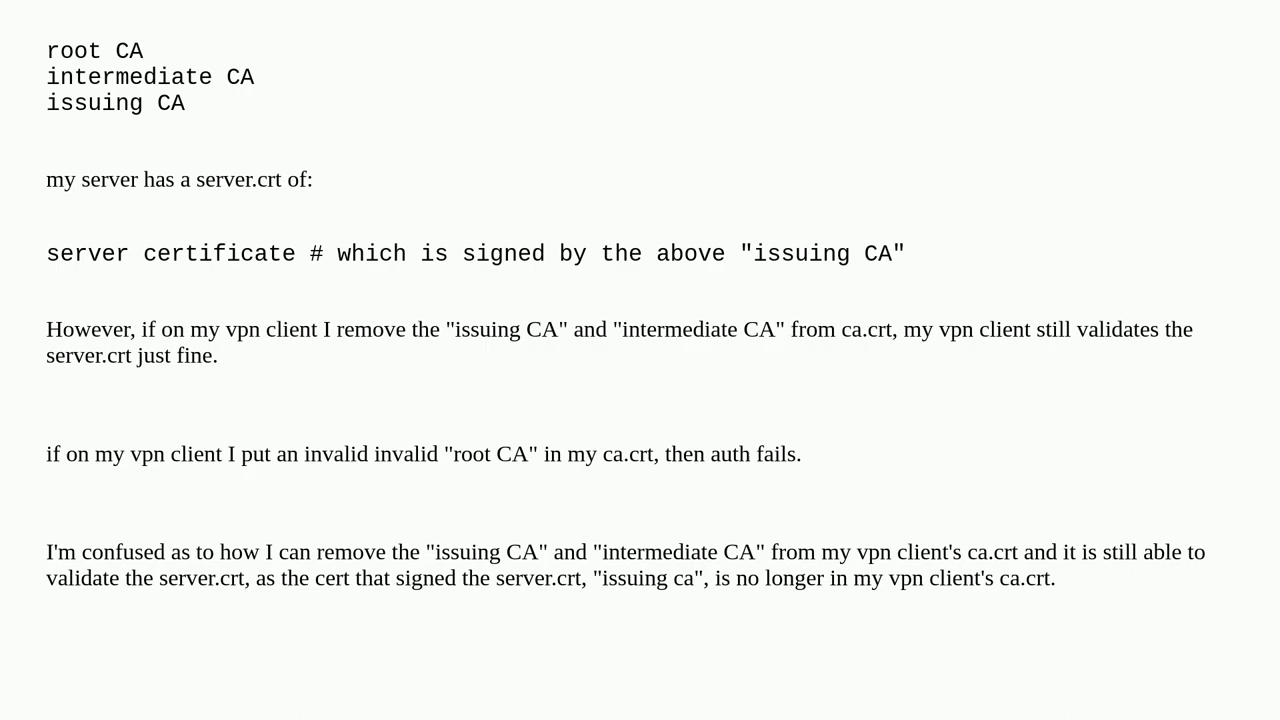 root CA
intermediate CA
issuing CA
my server has a server.crt of:
server certificate # which is signed by the above "issuing CA"
However, if on my vpn client I remove the "issuing CA" and "intermediate CA" from ca.crt, my vpn client still validates the
server.crt just fine.
if on my vpn client I put an invalid invalid "root CA" in my ca.crt, then auth fails.
I'm confused as to how I can remove the "issuing CA" and "intermediate CA" from my vpn client's ca.crt and it is still able to
validate the server.crt, as the cert that signed the server.crt, "issuing ca", is no longer in my vpn client's ca.crt.